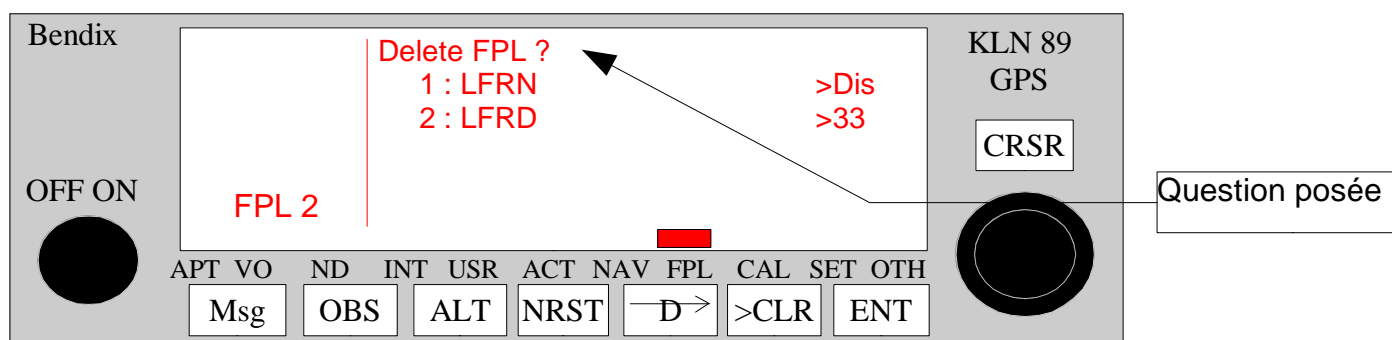 Bendix
KLN 89
GPS
Delete FPL ?
1 : LFRN >Dis
2 : LFRD >33
CRSR
OFF ON
FPL 2
Question posée
APT VO ND INT USR ACT NAV FPL CAL SET OTH
Msg OBS ALT NRST D >CLR ENT